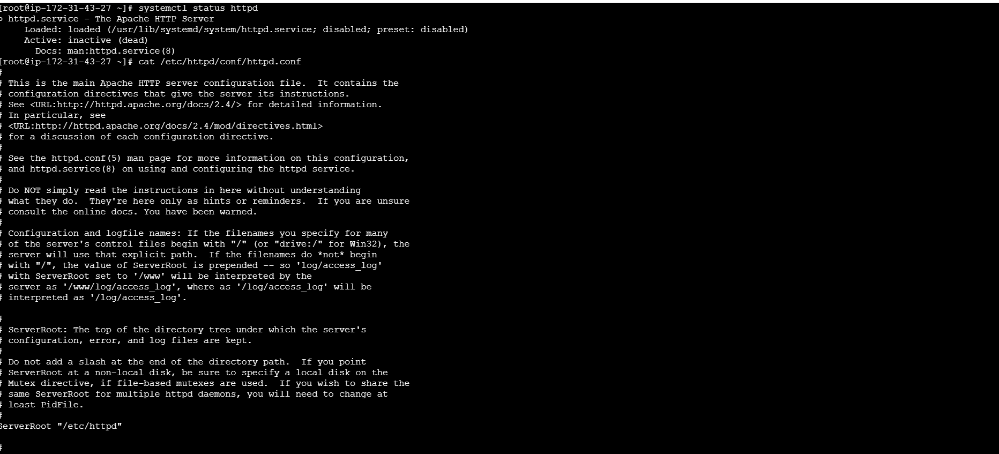 [root@ip-172-31-43-27 ~]# systemctl status httpd
○ httpd.service - The Apache HTTP Server
     Loaded: loaded (/usr/lib/systemd/system/httpd.service; disabled; preset: disabled)
     Active: inactive (dead)
       Docs: man:httpd.service(8)
[root@ip-172-31-43-27 ~]# cat /etc/httpd/conf/httpd.conf
#
# This is the main Apache HTTP server configuration file.  It contains the
# configuration directives that give the server its instructions.
# See <URL:http://httpd.apache.org/docs/2.4/> for detailed information.
# In particular, see
# <URL:http://httpd.apache.org/docs/2.4/mod/directives.html>
# for a discussion of each configuration directive.
#
# See the httpd.conf(5) man page for more information on this configuration,
# and httpd.service(8) on using and configuring the httpd service.
#
# Do NOT simply read the instructions in here without understanding
# what they do.  They're here only as hints or reminders.  If you are unsure
# consult the online docs. You have been warned.
#
# Configuration and logfile names: If the filenames you specify for many
# of the server's control files begin with "/" (or "drive:/" for Win32), the
# server will use that explicit path.  If the filenames do *not* begin
# with "/", the value of ServerRoot is prepended -- so 'log/access_log'
# with ServerRoot set to '/www' will be interpreted by the
# server as '/www/log/access_log', where as '/log/access_log' will be
# interpreted as '/log/access_log'.

#
# ServerRoot: The top of the directory tree under which the server's
# configuration, error, and log files are kept.
#
# Do not add a slash at the end of the directory path.  If you point
# ServerRoot at a non-local disk, be sure to specify a local disk on the
# Mutex directive, if file-based mutexes are used.  If you wish to share the
# same ServerRoot for multiple httpd daemons, you will need to change at
# least PidFile.
#
ServerRoot "/etc/httpd"

#